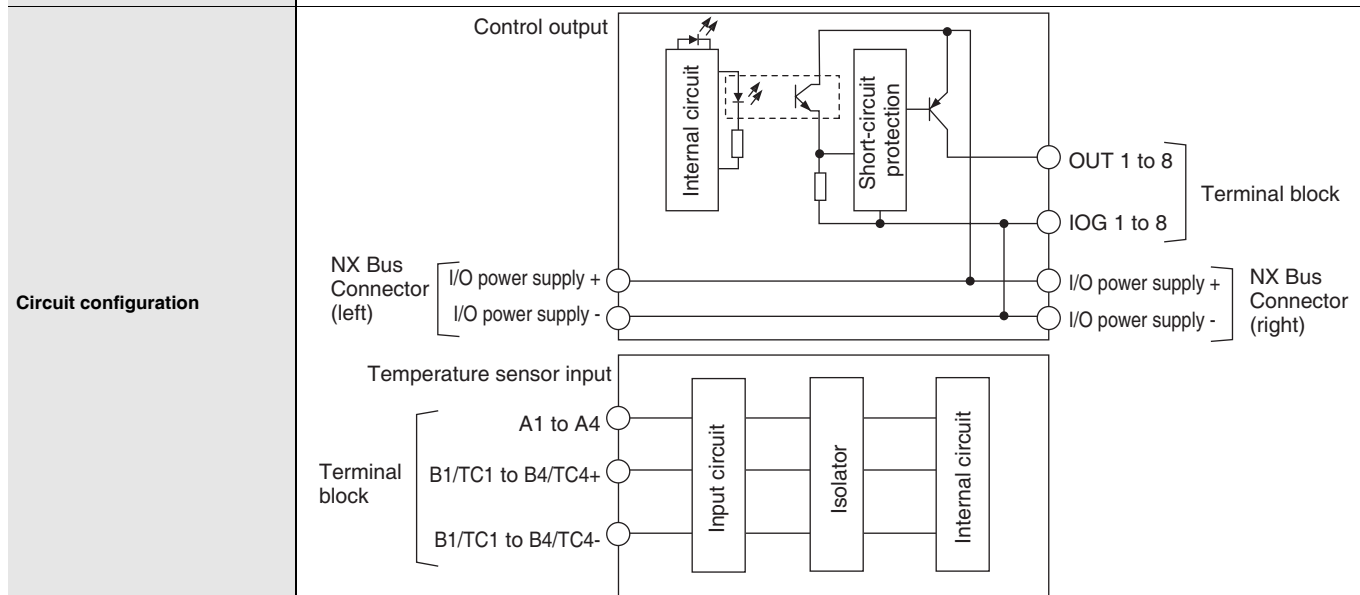 Circuit configuration
Control output
Internal circuit
Short-circuit
protection
OUT 1 to 8
IOG 1 to 8
Terminal block
NX Bus
Connector
(left)
I/O power supply +
I/O power supply -
I/O power supply +
I/O power supply -
NX Bus
Connector
(right)
Temperature sensor input
Terminal
block
A1 to A4
B1/TC1 to B4/TC4+
B1/TC1 to B4/TC4-
Input circuit
Isolator
Internal circuit